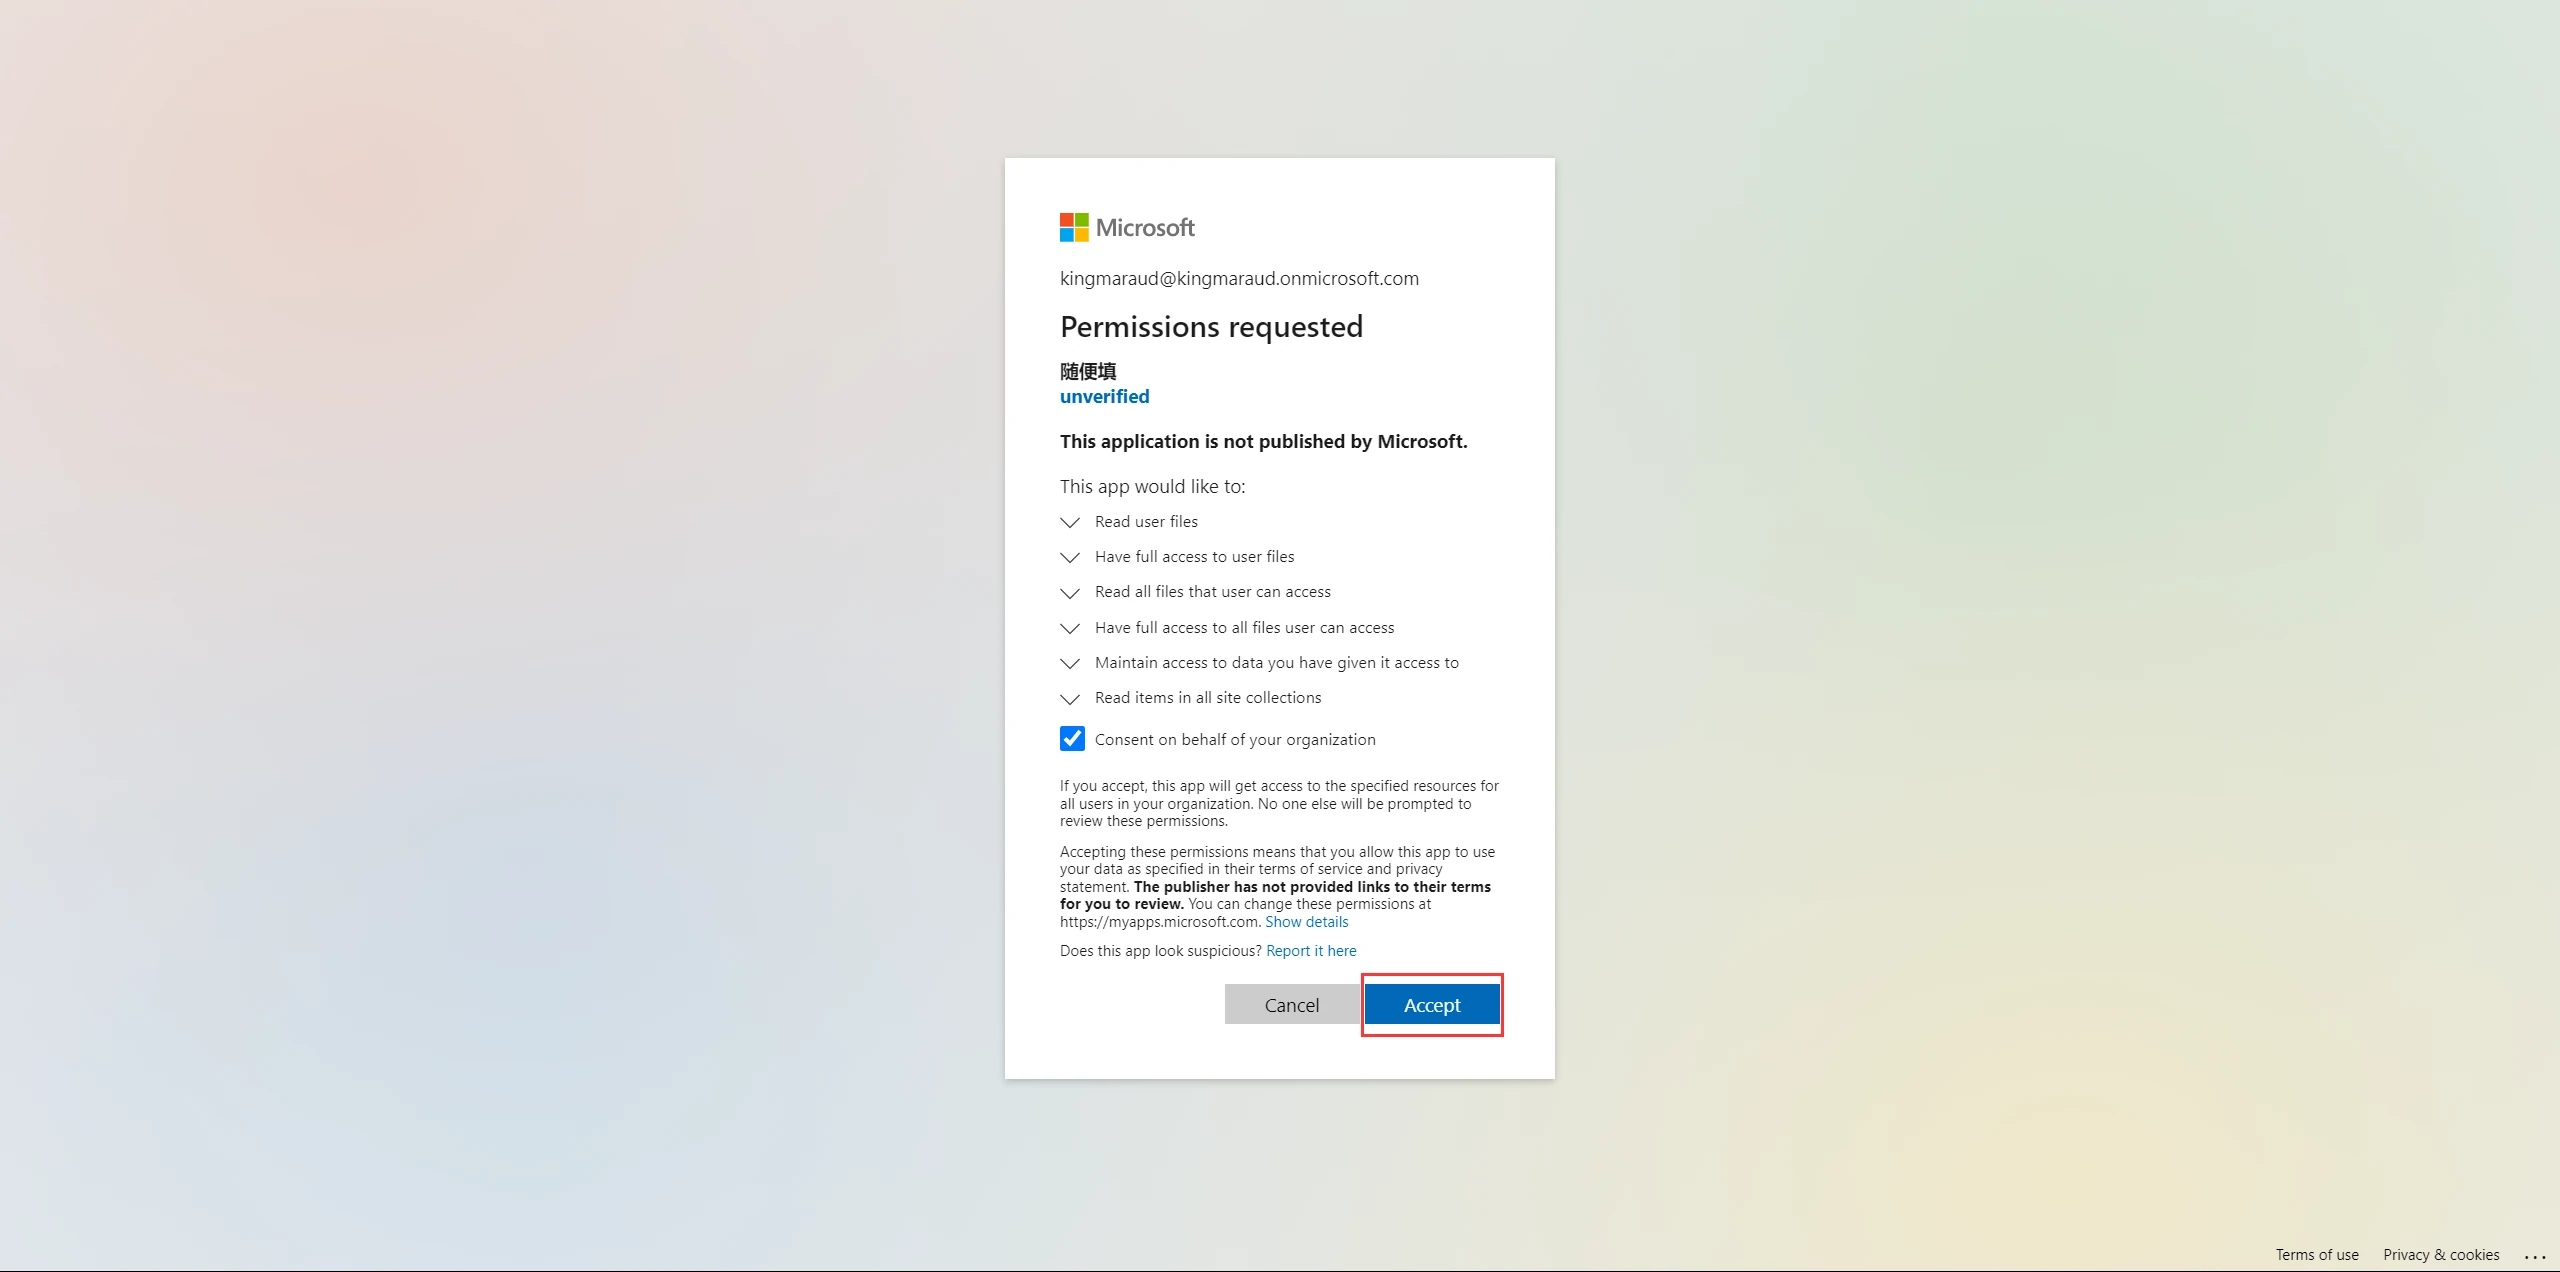 Microsoft
kingmaraud@kingmaraud.onmicrosoft.com
Permissions requested
随便填
unverified
This application is not published by Microsoft.
This app would like to:
Read user files
Have full access to user files
Read all files that user can access
Have full access to all files user can access
Maintain access to data you have given it access to
Read items in all site collections
Consent on behalf of your organization
If you accept, this app will get access to the specified resources for
all users in your organization. No one else will be prompted to
review these permissions.
Accepting these permissions means that you allow this app to use
your data as specified in their terms of service and privacy
statement. The publisher has not provided links to their terms
for you to review. You can change these permissions at
https://myapps.microsoft.com. Show details
Does this app look suspicious? Report it here
Cancel Accept
Terms of use Privacy & cookies ...